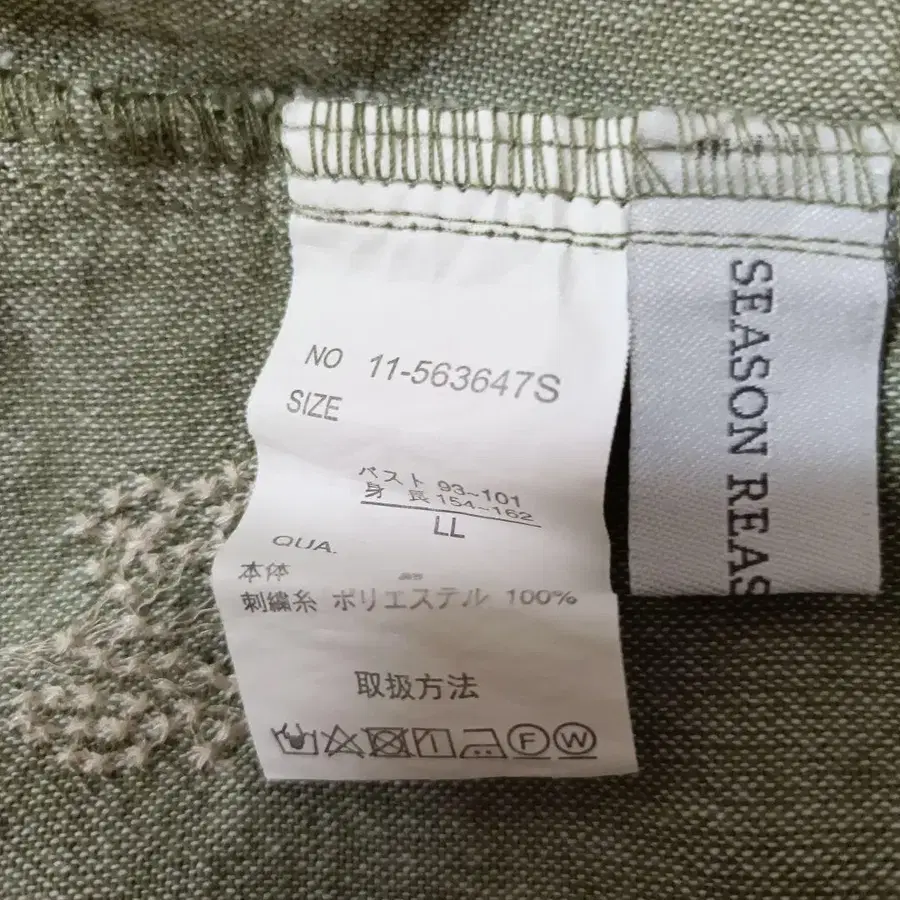 NO 11-563647S
SIZE
バスト 93~101
身 長 154~162
LL
QUA.
本体
刺繍糸 ポリエステル 100%
取扱方法
F W
SEASON REAS